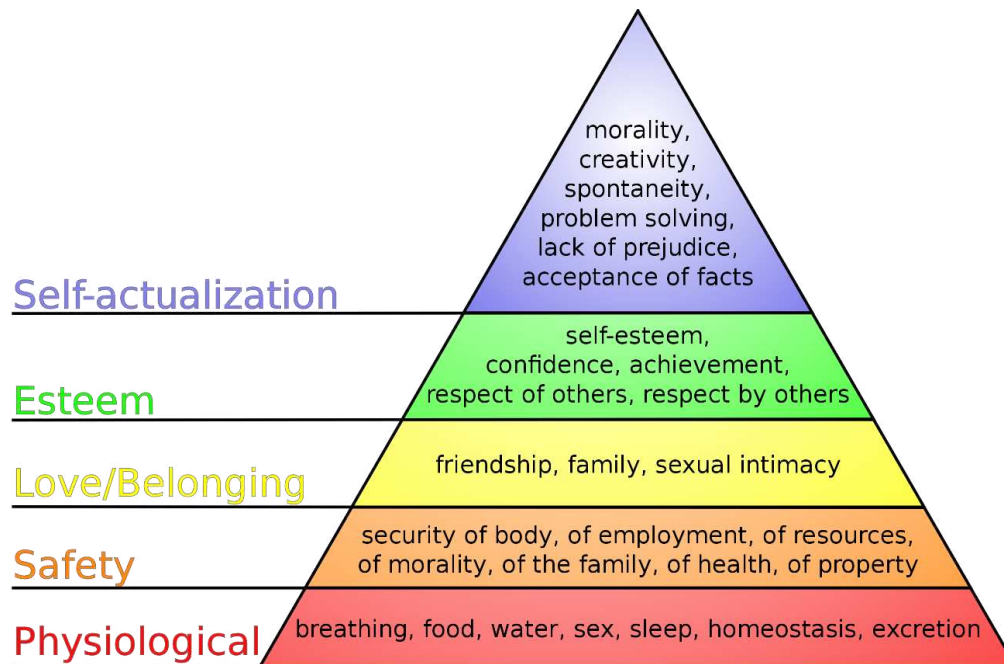 morality,
creativity,
spontaneity,
problem solving,
lack of prejudice,
acceptance of facts
Self-actualization
self-esteem,
confidence, achievement,
respect of others, respect by others
Esteem
friendship, family, sexual intimacy
Love/Belonging
security of body, of employment, of resources,
of morality, of the family, of health, of property
Safety
breathing, food, water, sex, sleep, homeostasis, excretion
Physiological